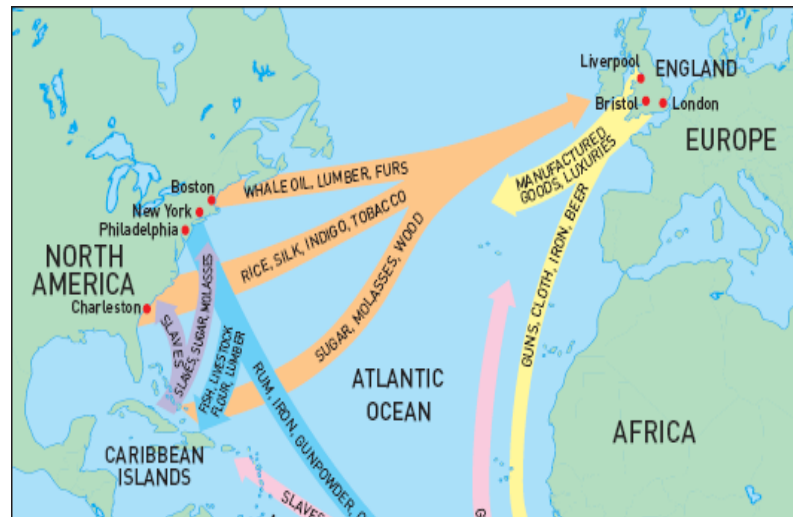 Liverpool
ENGLAND
Bristol
London
EUROPE
MANUFACTURED
GOODS, LUXURIES
Boston
WHALE OIL, LUMBER, FURS
New York
Philadelphia
RICE, SILK, INDIGO, TOBACCO
NORTH
AMERICA
SLAVES, SUGAR, MOLASSES
GUNS, CLOTH, IRON, BEER
SUGAR, MOLASSES, WOOD
Charleston
SLAVES
FISH, LIVESTOCK
FLOUR, LUMBER
ATLANTIC
OCEAN
RUM, IRON, GUNPOWDER,
AFRICA
CARIBBEAN
ISLANDS
SLAVES